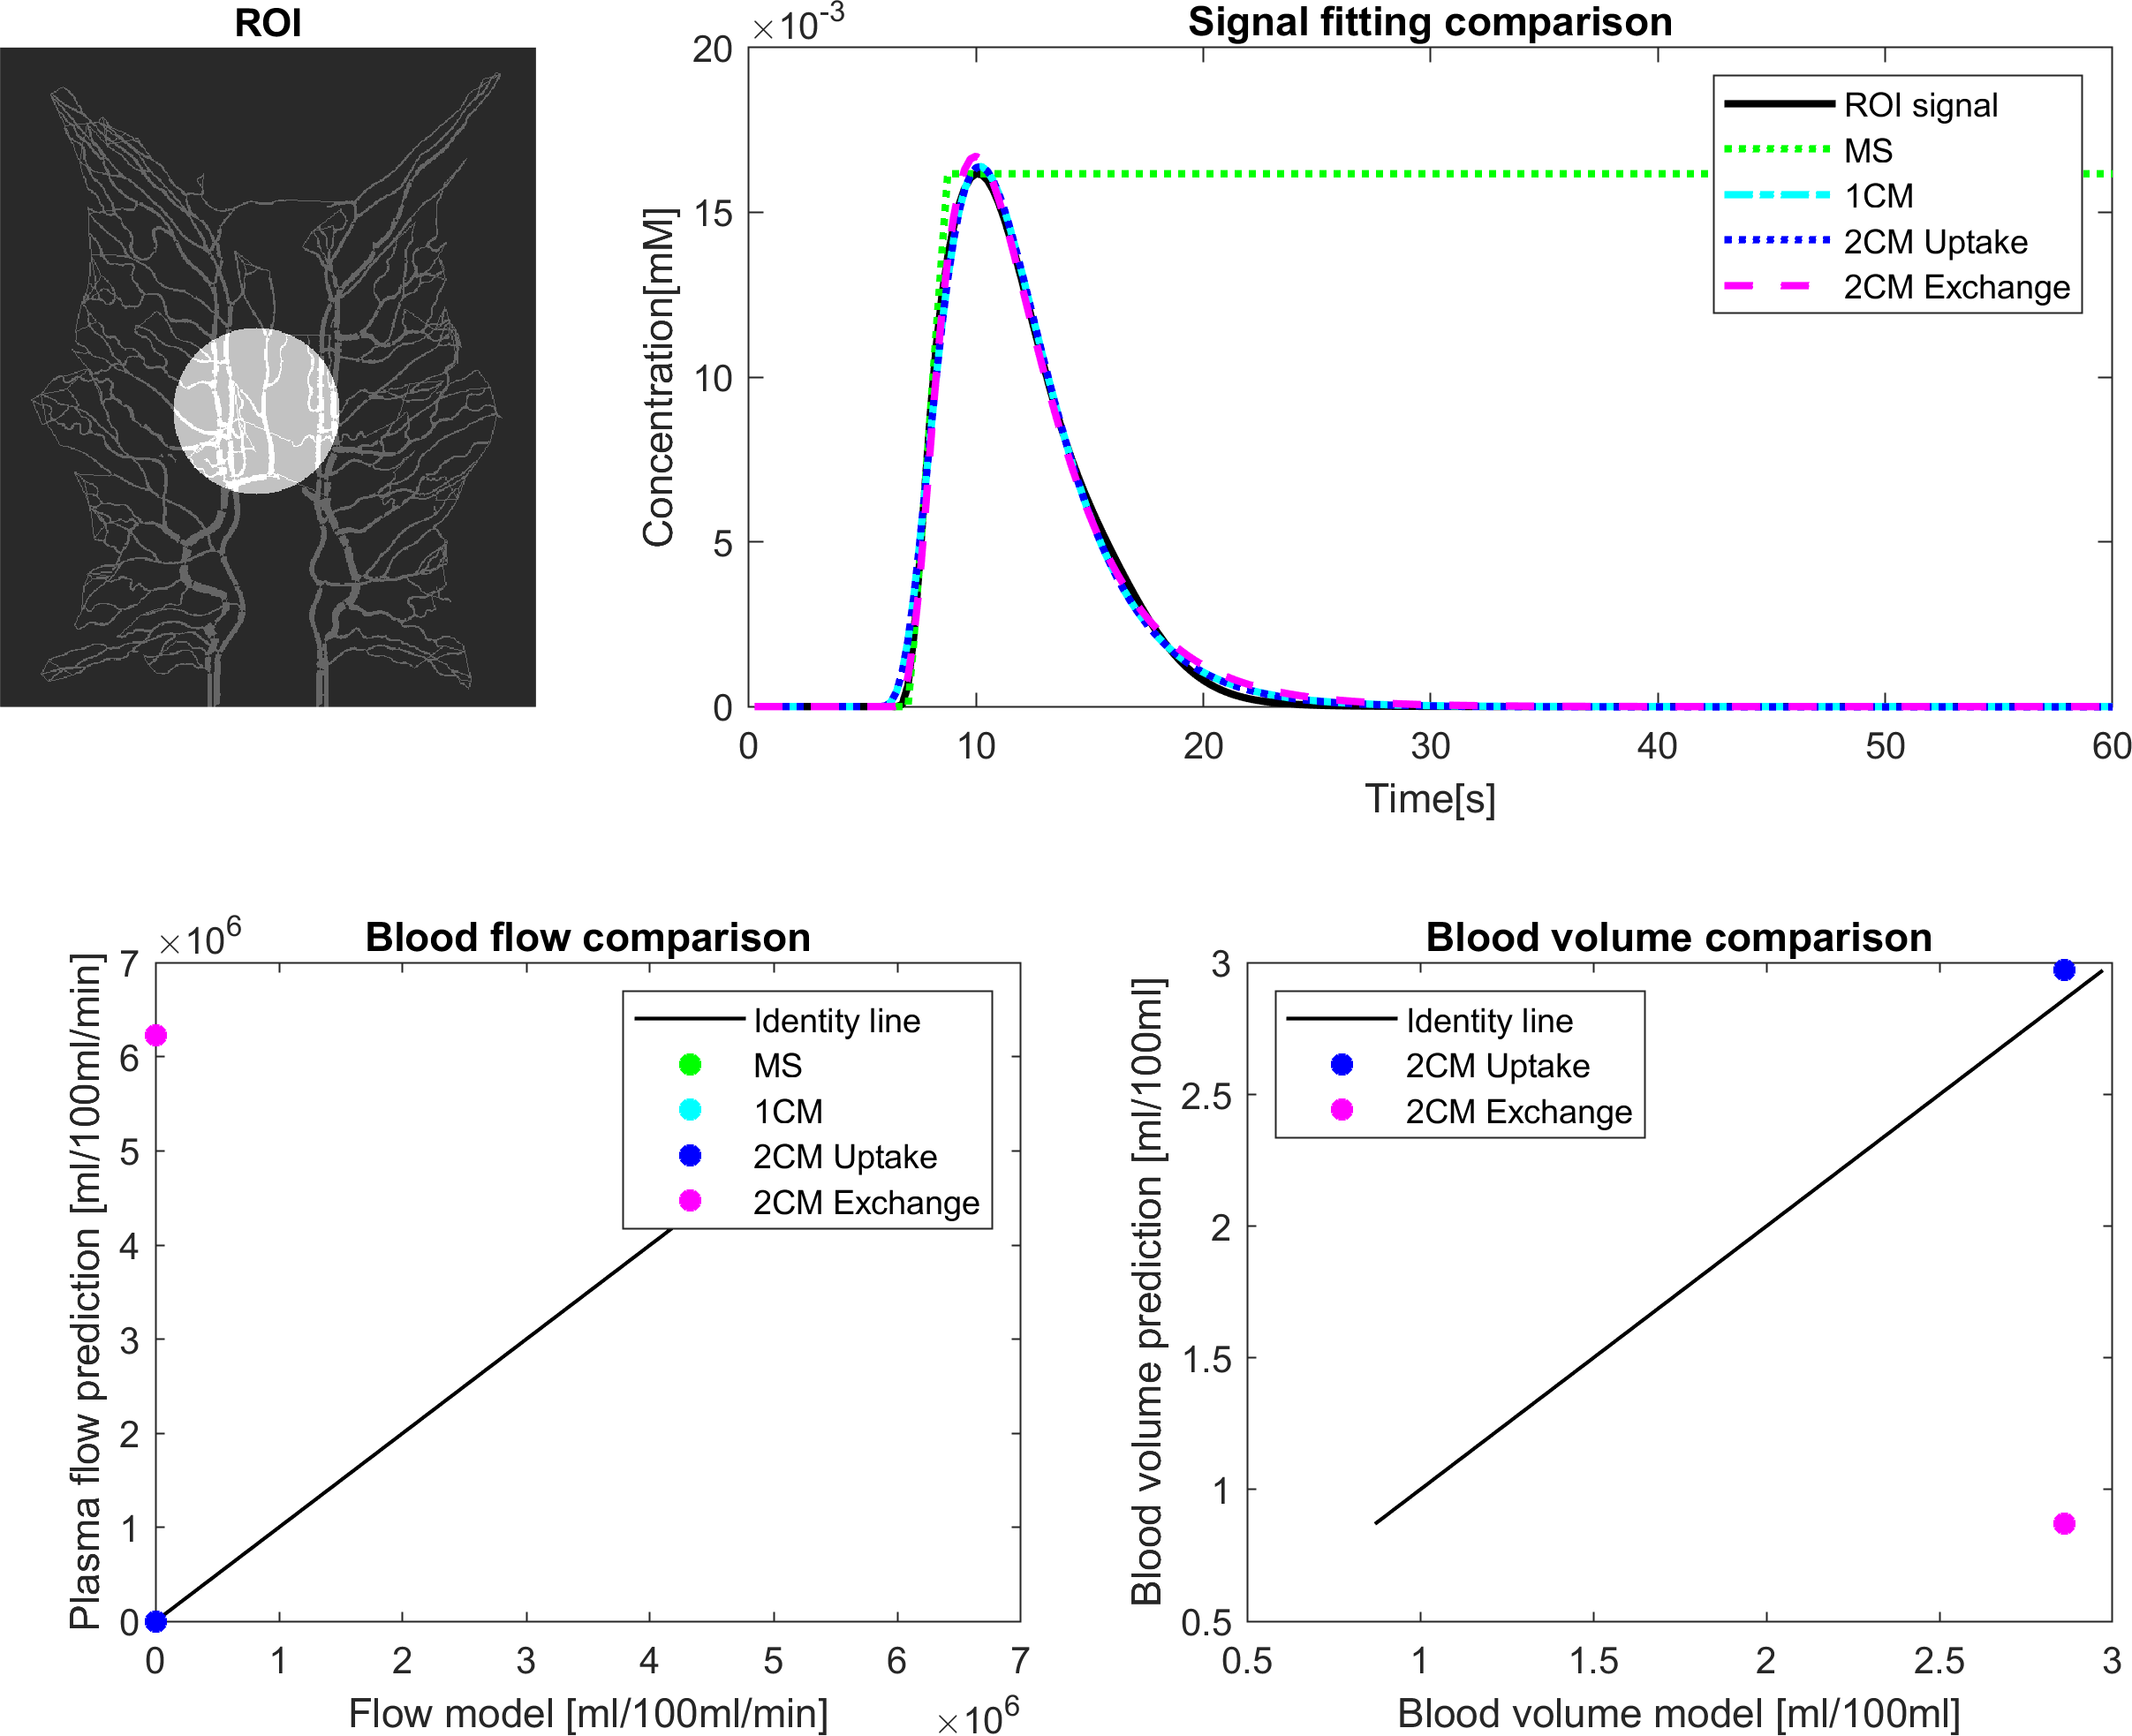 ROI
Signal fitting comparison
×10^-3
20
15
10
5
0
Concentration[mM]
0 10 20 30 40 50 60
Time[s]
ROI signal
MS
1CM
2CM Uptake
2CM Exchange
Blood flow comparison
×10^6
7
6
5
4
3
2
1
0
Plasma flow prediction [ml/100ml/min]
0 1 2 3 4 5 6 7
Flow model [ml/100ml/min]
×10^6
Identity line
MS
1CM
2CM Uptake
2CM Exchange
Blood volume comparison
3
2.5
2
1.5
1
0.5
Blood volume prediction [ml/100ml]
0.5 1 1.5 2 2.5 3
Blood volume model [ml/100ml]
Identity line
2CM Uptake
2CM Exchange